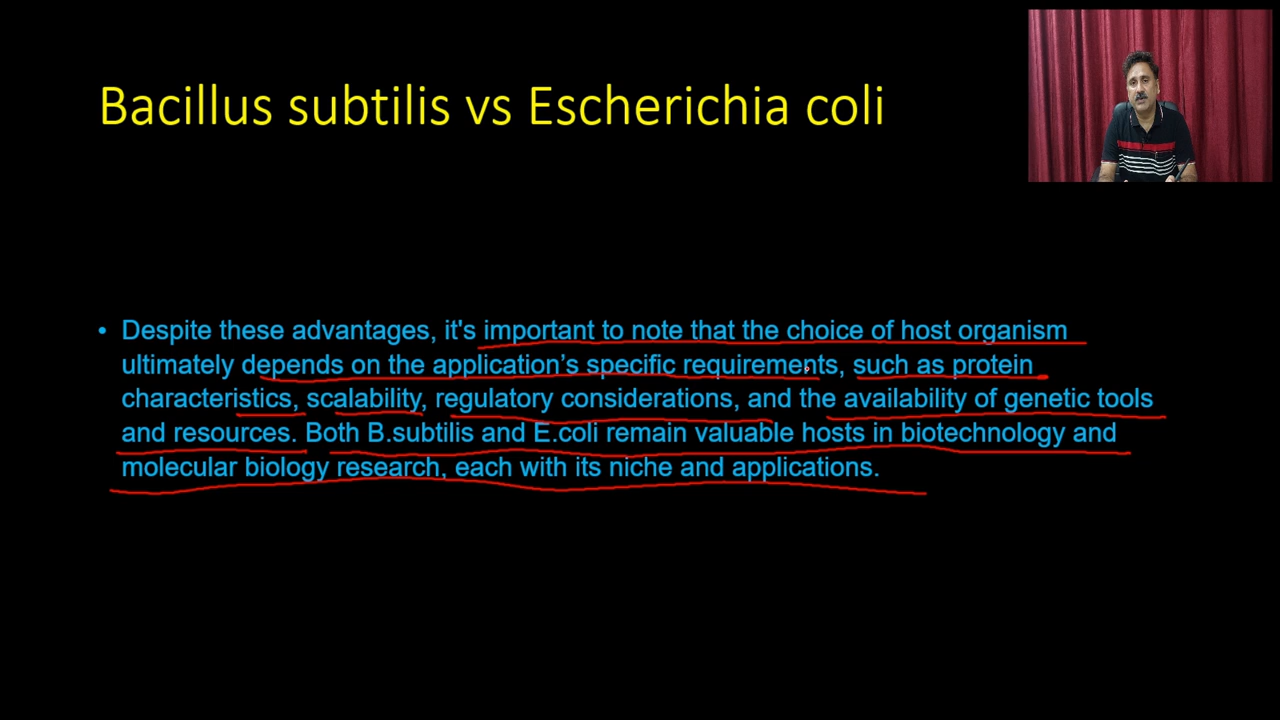 Bacillus subtilis vs Escherichia coli
• Despite these advantages, it's important to note that the choice of host organism
ultimately depends on the application’s specific requirements, such as protein
characteristics, scalability, regulatory considerations, and the availability of genetic tools
and resources. Both B.subtilis and E.coli remain valuable hosts in biotechnology and
molecular biology research, each with its niche and applications.